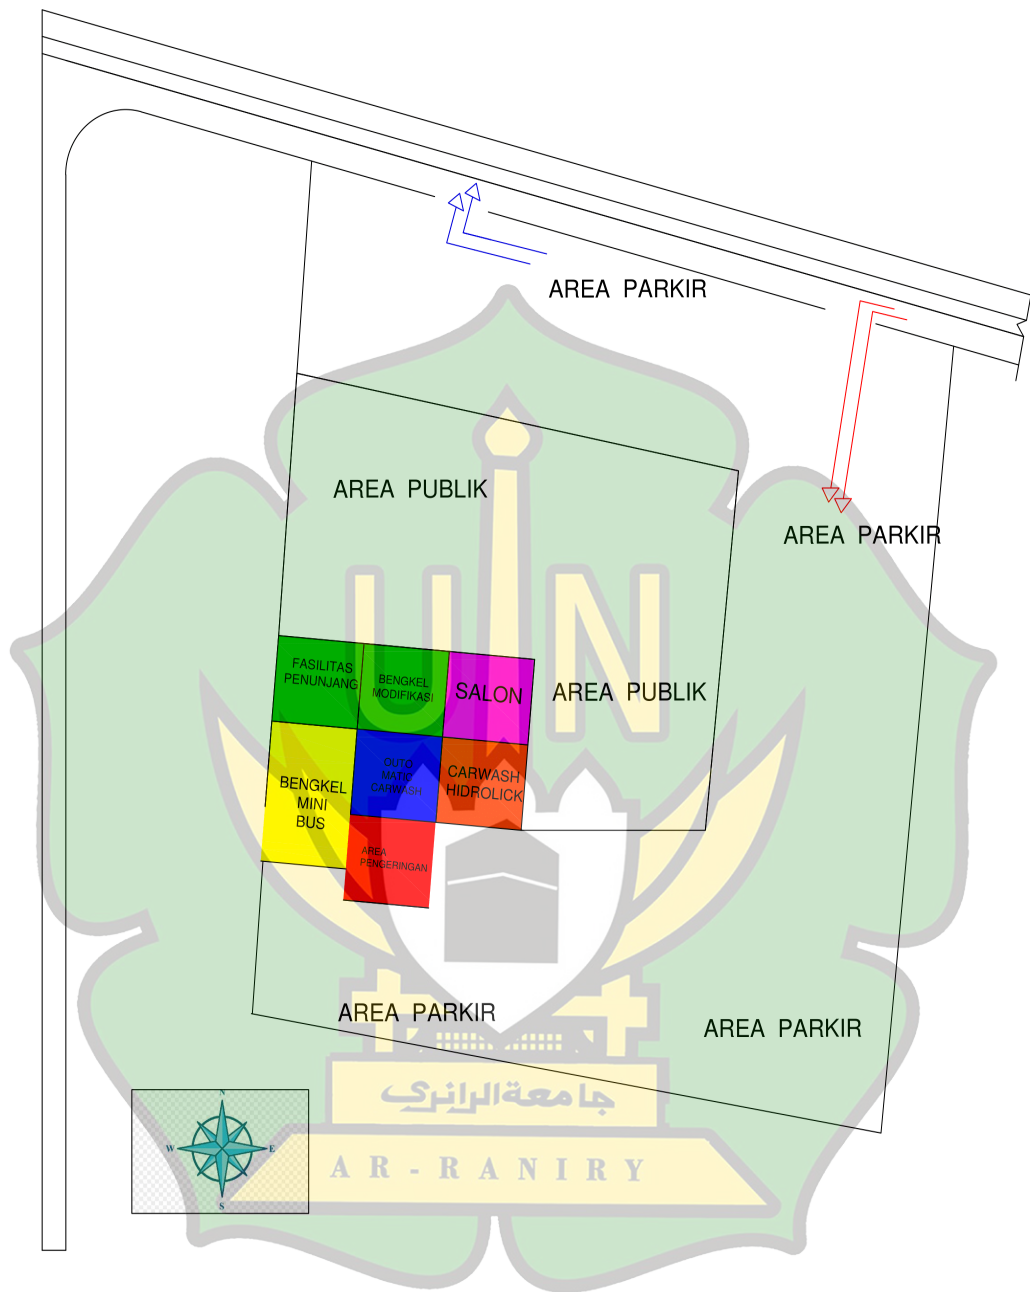 AREA PARKIR
AREA PUBLIK
AREA PARKIR
FASILITAS
PENUNJANG
BENGKEL
MODIFIKASI
SALON
AREA PUBLIK
BENGKEL
MINI
BUS
OUTO
MATIC
CARWASH
CARWASH
HIDROLICK
AREA
PENGERINGAN
UIN
AREA PARKIR
AREA PARKIR
جامعة الرانري
AR-RANIRY
N
W
E
S